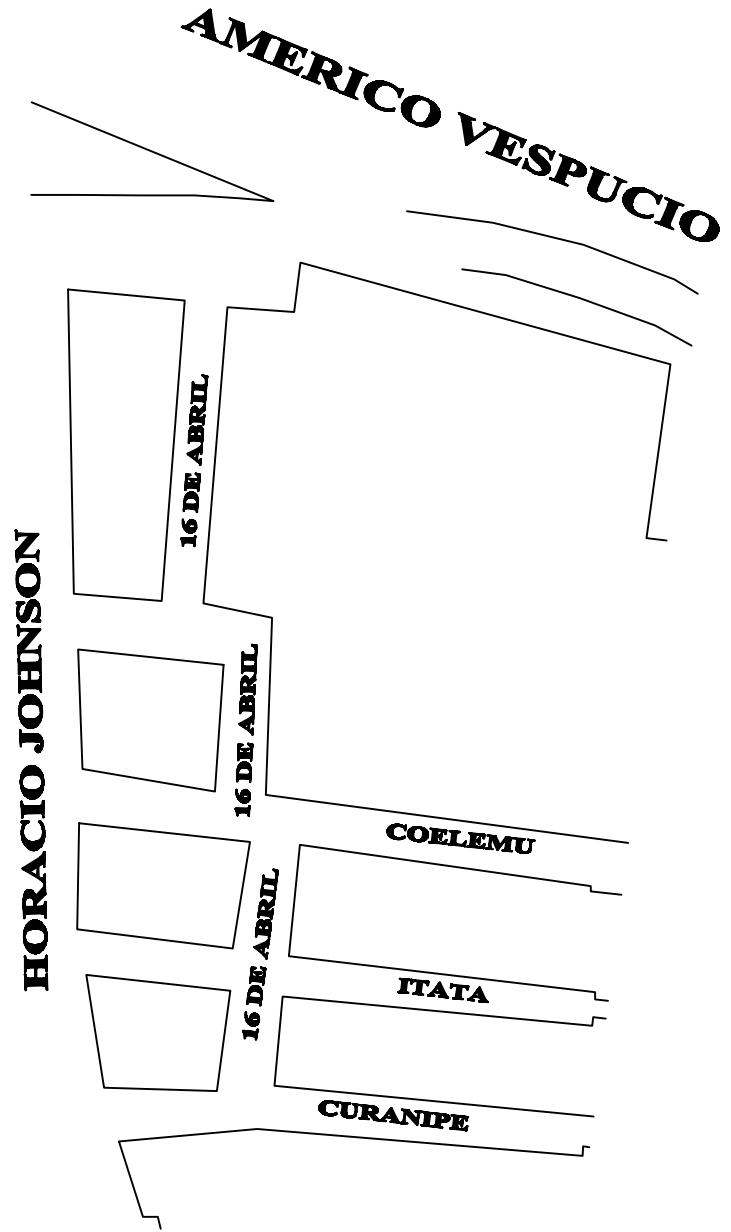 AMERICO VESPUCIO
16 DE ABRIL
HORACIO JOHNSON
16 DE ABRIL
COELEMU
16 DE ABRIL
ITATA
CURANIPE